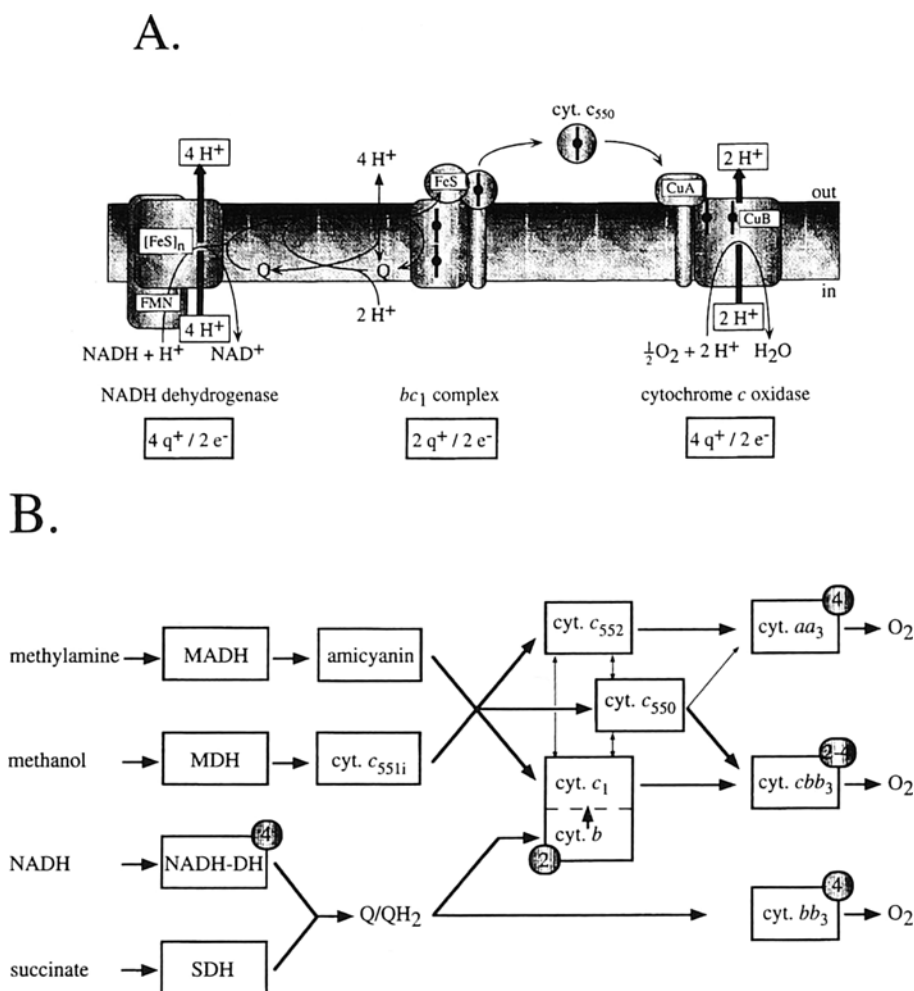 A.
cyt. c550
4 H+
4 H+
2 H+
FeS
CuA
out
[FeS]n
CuB
Q
Q
in
FMN
4 H+
2 H+
2 H+
NADH + H+
NAD+
½O2 + 2 H+
H2O
NADH dehydrogenase
bc1 complex
cytochrome c oxidase
4 q+ / 2 e-
2 q+ / 2 e-
4 q+ / 2 e-
B.
4
cyt. c552
cyt. aa3
O2
methylamine
MADH
amicyanin
cyt. c550
2-4
methanol
MDH
cyt. c551i
cyt. c1
cyt. cbb3
O2
4
cyt. b
NADH
NADH-DH
2
4
Q/QH2
cyt. bb3
O2
succinate
SDH